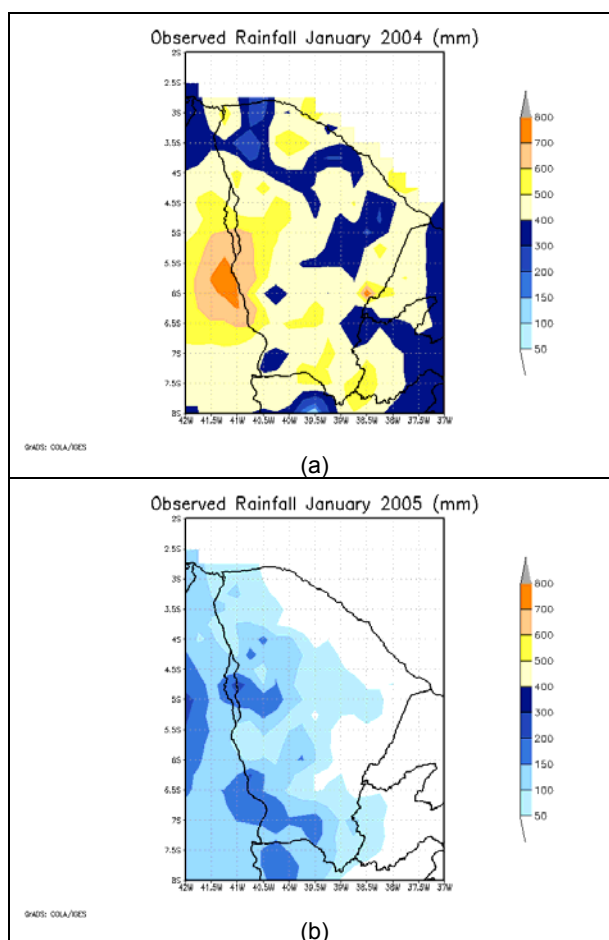 Observed Rainfall January 2004 (mm)
2S
3S
3.5S
4S
4.5S
5S
5.5S
6S
6.5S
7S
7.5S
8S
42W 41.5W 41W 40.5W 40W 39.5W 39W 38.5W 38W 37.5W 37W
800
700
600
500
400
300
200
150
100
50
GrADS: COLA/IGES
(a)
Observed Rainfall January 2005 (mm)
2S
2.5S
3S
3.5S
4S
4.5S
5S
5.5S
6S
6.5S
7S
7.5S
8S
42W 41.5W 41W 40.5W 40W 39.5W 39W 38.5W 38W 37.5W 37W
800
700
600
500
400
300
200
150
100
50
GrADS: COLA/IGES
(b)